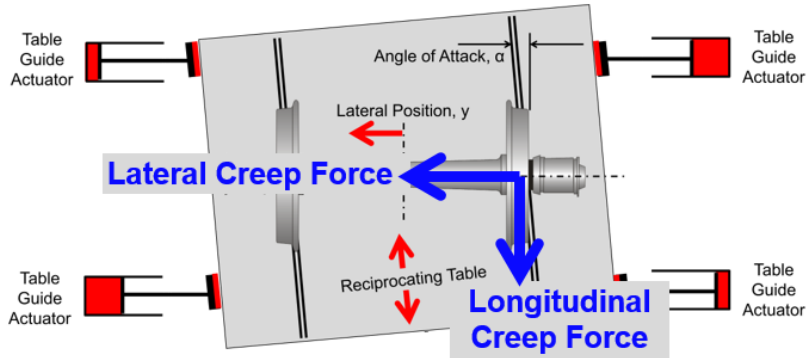 Table
Guide
Actuator
Angle of Attack, α
Table
Guide
Actuator
Lateral Position, y
Lateral Creep Force
Table
Guide
Actuator
Reciprocating Table
Longitudinal
Creep Force
Table
Guide
Actuator